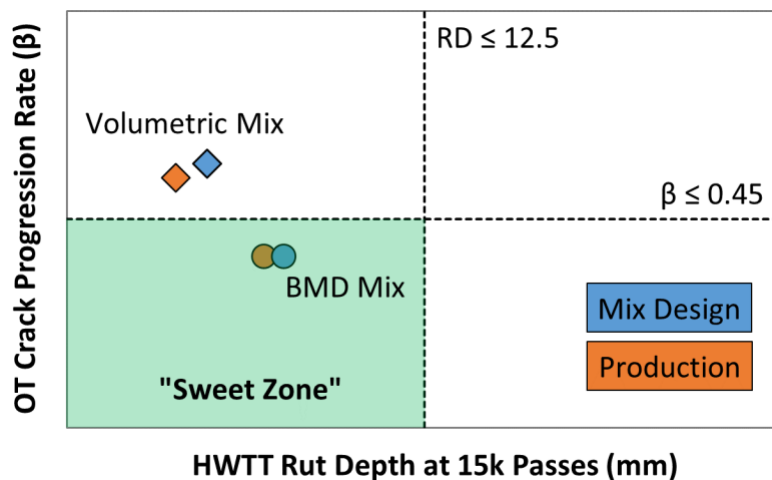 OT Crack Progression Rate (β)
RD ≤ 12.5
Volumetric Mix
β ≤ 0.45
BMD Mix
Mix Design
Production
"Sweet Zone"
HWTT Rut Depth at 15k Passes (mm)